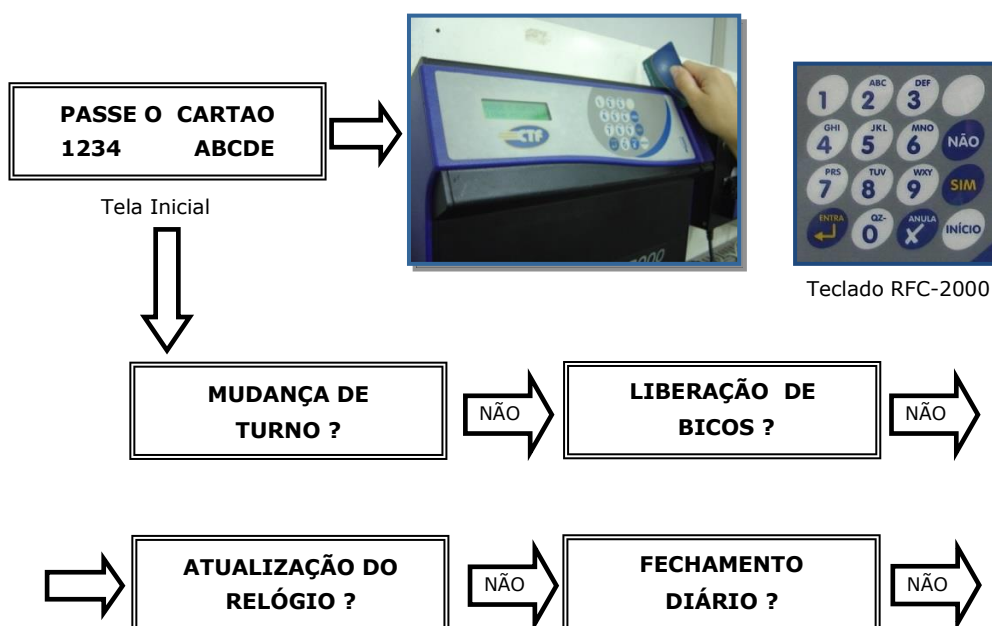 PASSE O CARTAO
1234 ABCDE
Tela Inicial
CTF
1
ABC 2
DEF 3
GHI 4
JKL 5
MNO 6
NÃO
PRS 7
TUV 8
WXY 9
SIM
ENTRA
QZ- 0
ANULA
INÍCIO
Teclado RFC-2000
MUDANÇA DE
TURNO ?
NÃO
LIBERAÇÃO DE
BICOS ?
NÃO
ATUALIZAÇÃO DO
RELÓGIO ?
NÃO
FECHAMENTO
DIÁRIO ?
NÃO